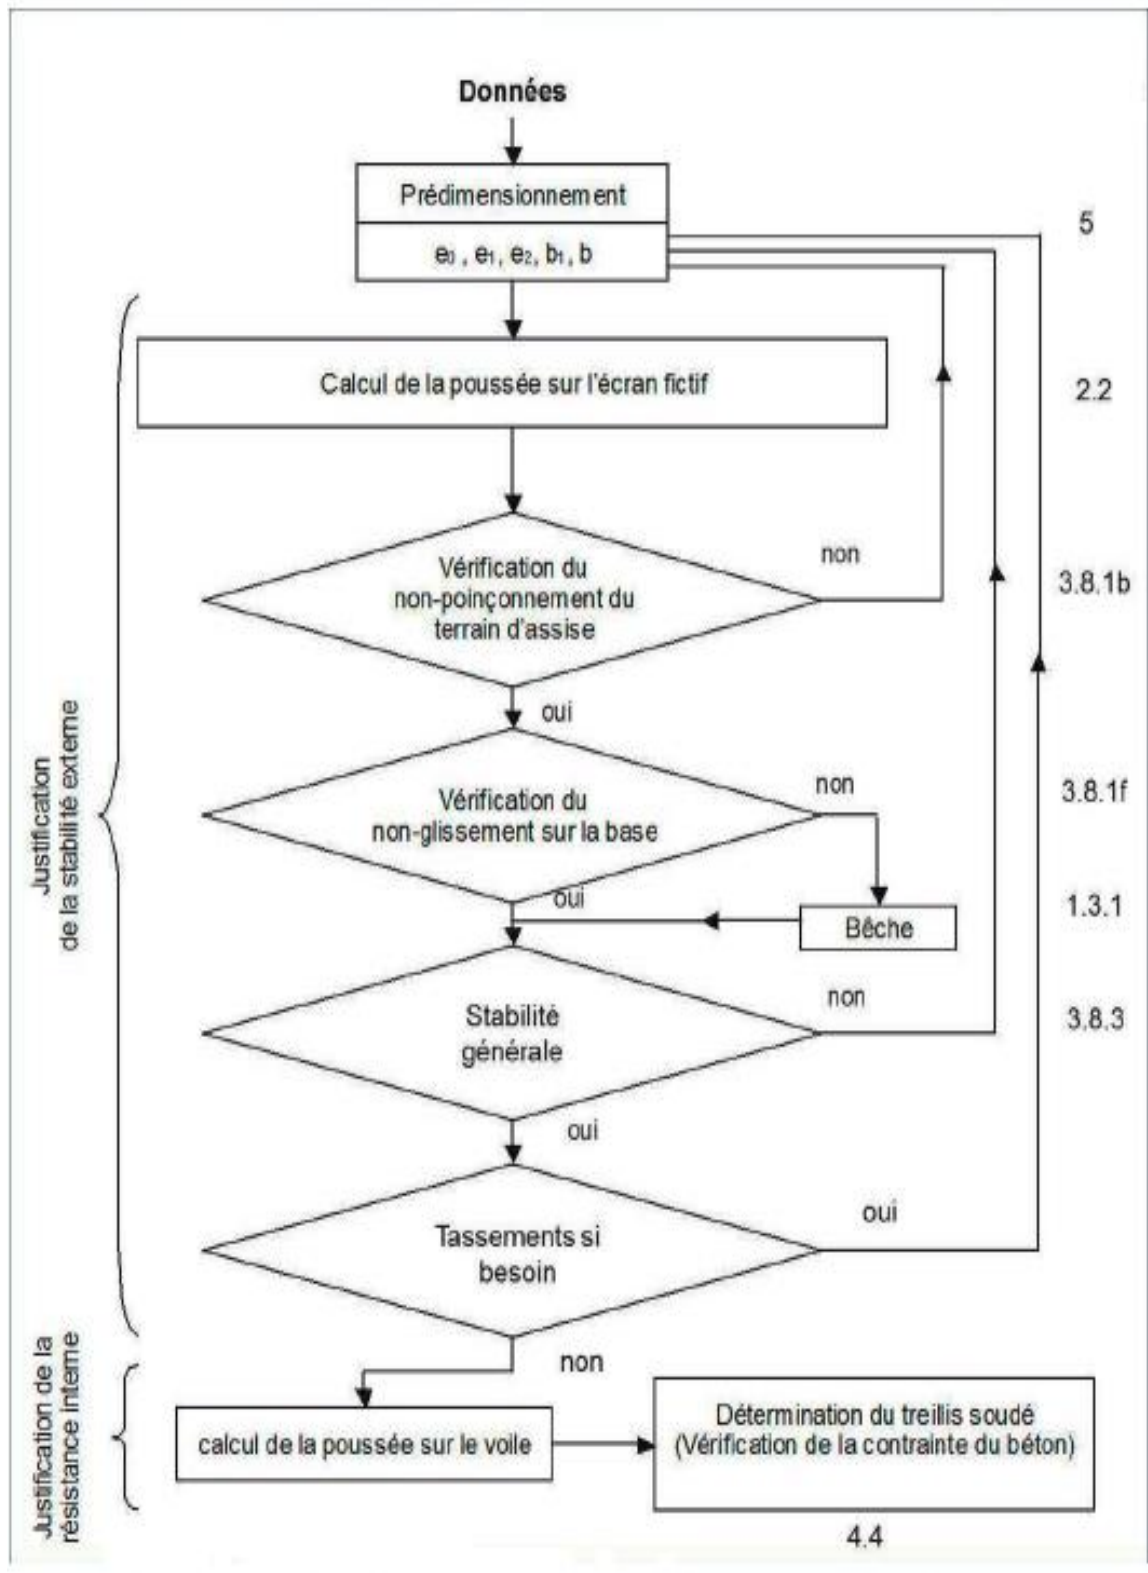 Données
Prédimensionnement
5
e₀ , e₁, e₂, b₁, b
Calcul de la poussée sur l'écran fictif
2.2
Vérification du
non-poinçonnement du
terrain d'assise
non
3.8.1b
oui
Vérification du
non-glissement sur la base
non
3.8.1f
oui
Bêche
1.3.1
Stabilité
générale
non
3.8.3
oui
Tassements si
besoin
oui
non
Justification
de la stabilité externe
Justification de la
résistance interne
calcul de la poussée sur le voile
Détermination du treillis soudé
(Vérification de la contrainte du béton)
4.4